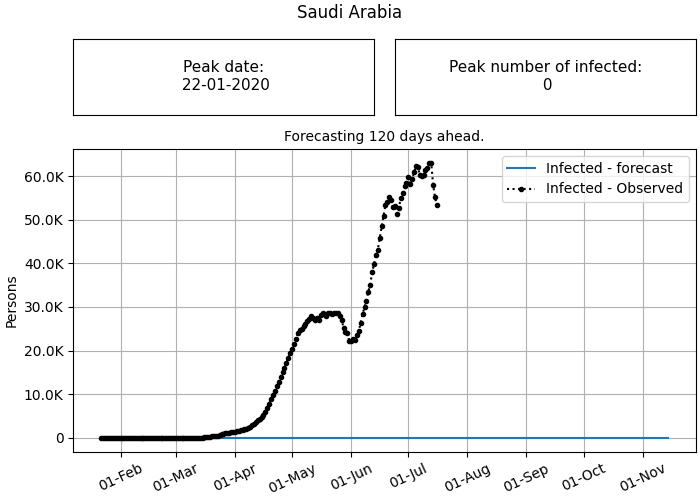 Saudi Arabia
Peak date:
22-01-2020
Peak number of infected:
0
Forecasting 120 days ahead.
Infected - forecast
Infected - Observed
Persons
60.0K
50.0K
40.0K
30.0K
20.0K
10.0K
0
01-Feb
01-Mar
01-Apr
01-May
01-Jun
01-Jul
01-Aug
01-Sep
01-Oct
01-Nov